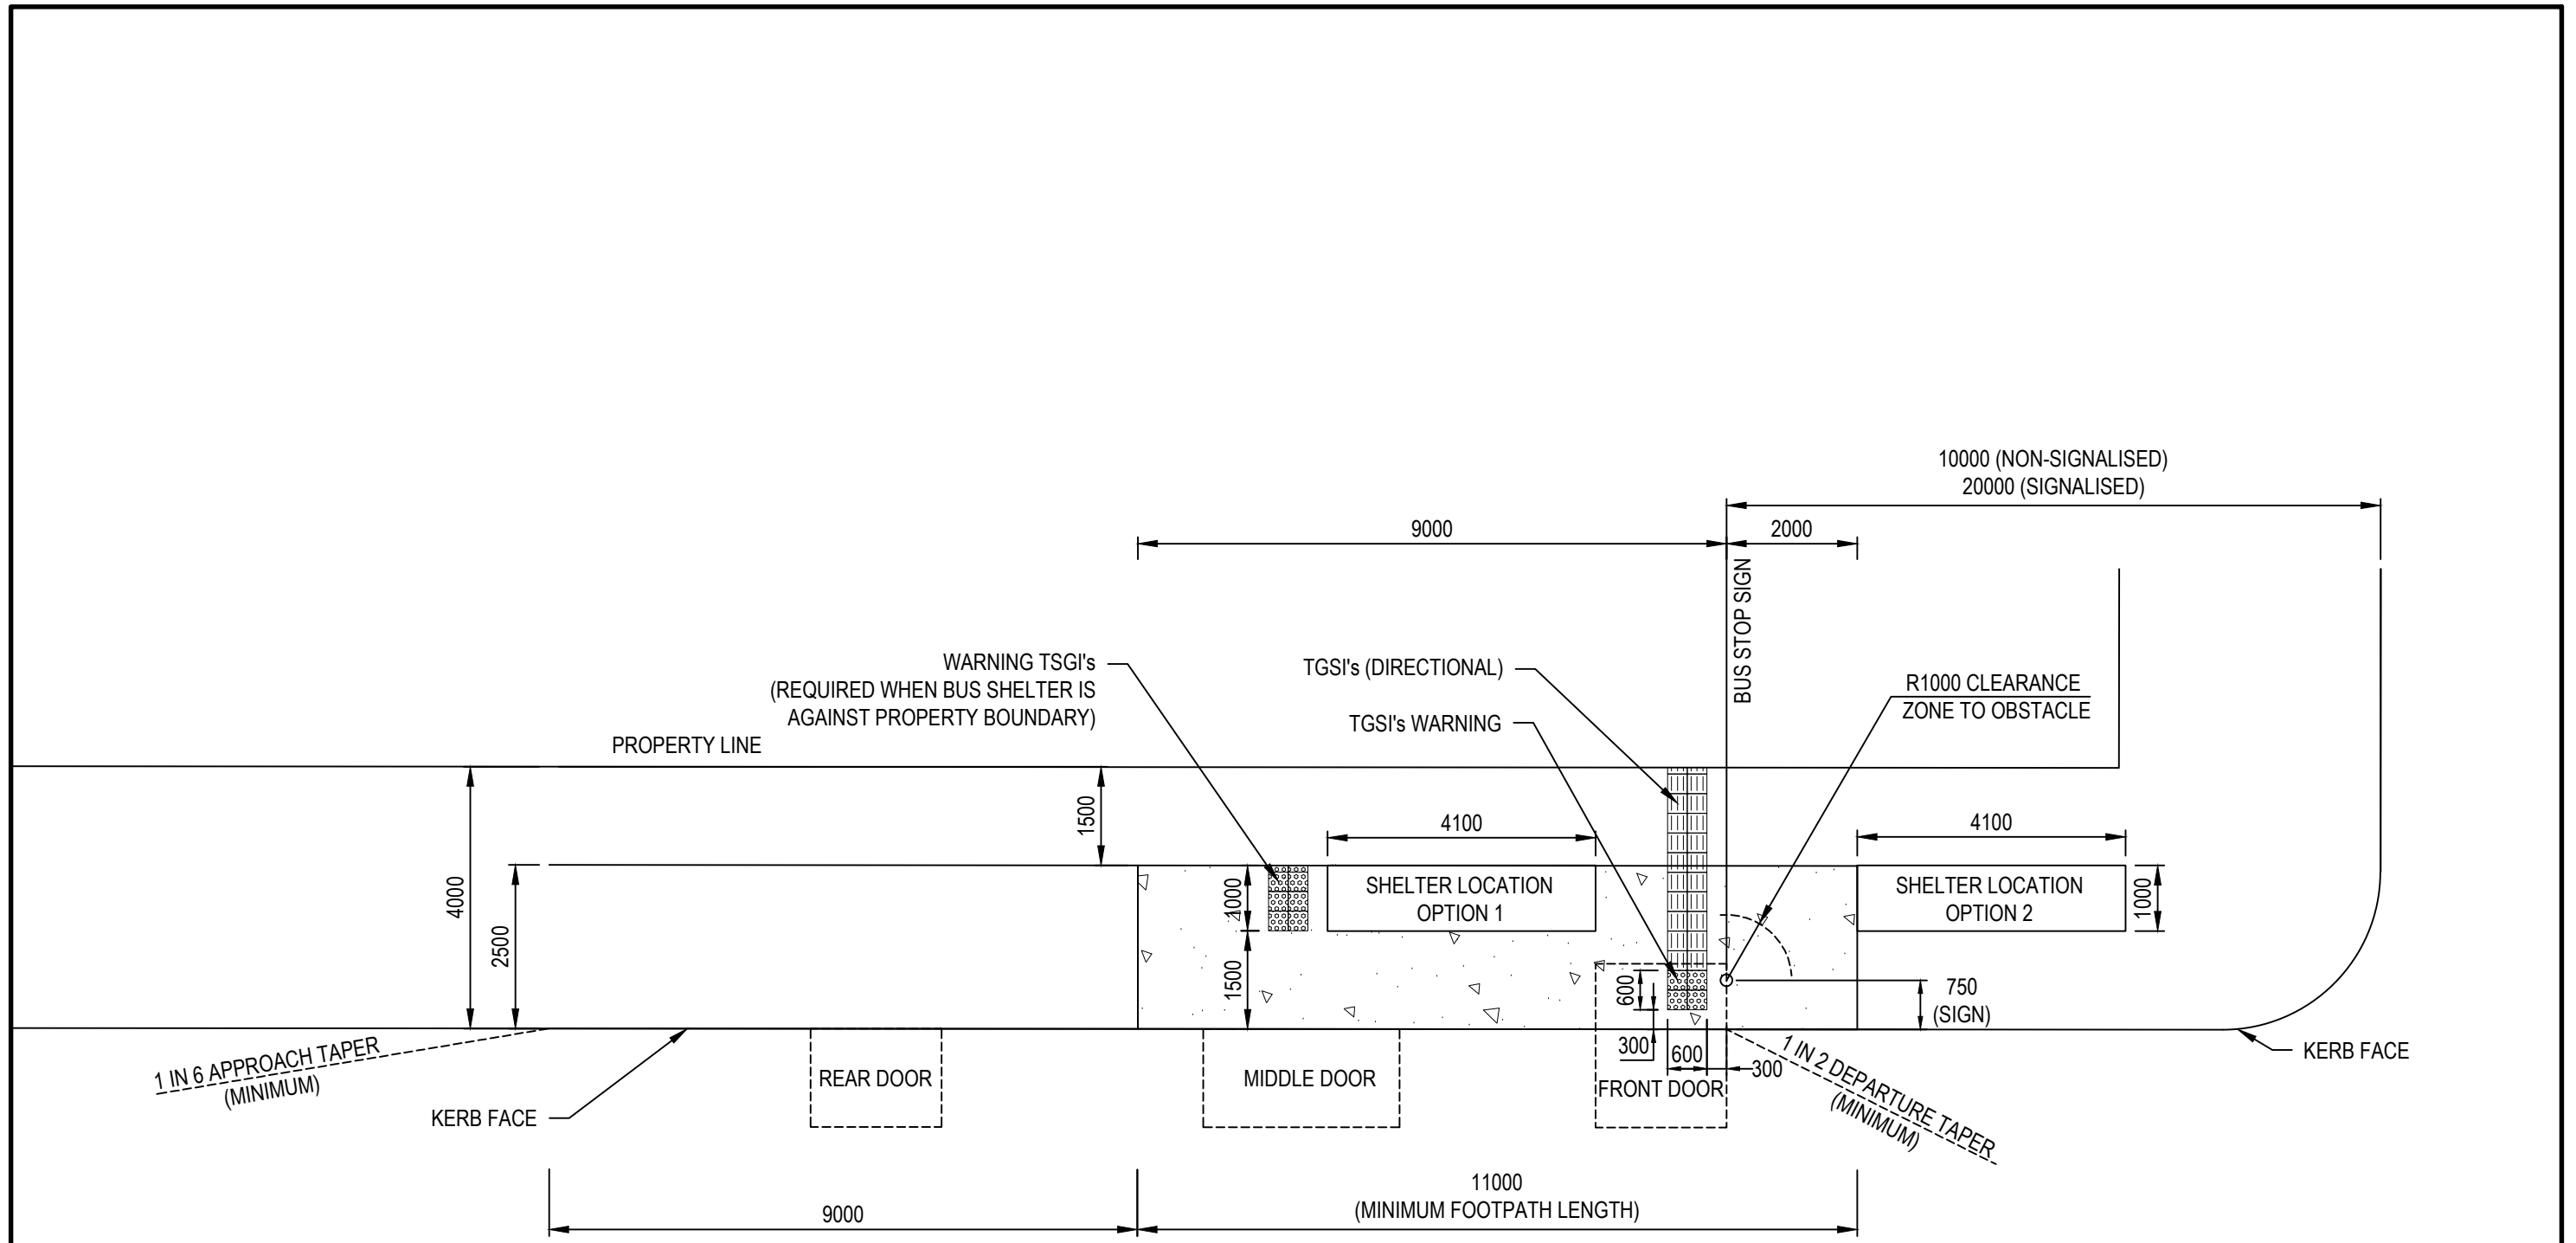 10000 (NON-SIGNALISED)
20000 (SIGNALISED)
9000
2000
BUS STOP SIGN
WARNING TSGI's
(REQUIRED WHEN BUS SHELTER IS
AGAINST PROPERTY BOUNDARY)
TGSI's (DIRECTIONAL)
TGSI's WARNING
R1000 CLEARANCE
ZONE TO OBSTACLE
PROPERTY LINE
1500
4100
4100
4000
2500
1000
SHELTER LOCATION
OPTION 1
SHELTER LOCATION
OPTION 2
1000
1500
600
750
(SIGN)
300
600
300
1 IN 6 APPROACH TAPER
(MINIMUM)
KERB FACE
REAR DOOR
MIDDLE DOOR
FRONT DOOR
1 IN 2 DEPARTURE TAPER
(MINIMUM)
KERB FACE
9000
11000
(MINIMUM FOOTPATH LENGTH)